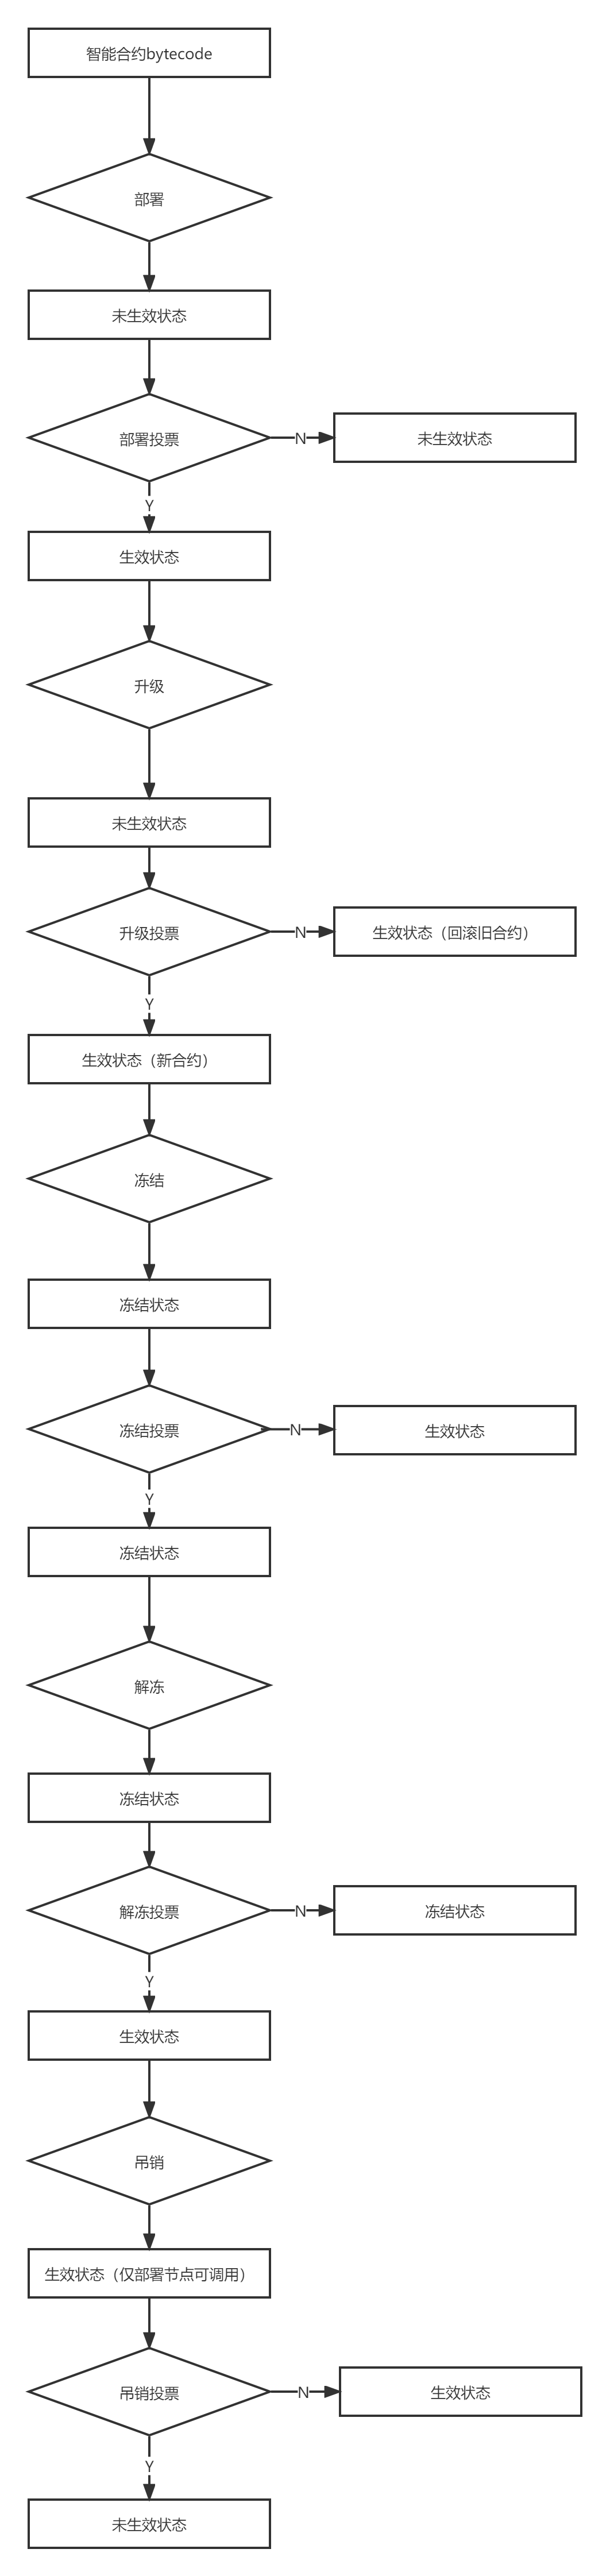 智能合约bytecode
部署
未生效状态
部署投票
N
未生效状态
Y
生效状态
升级
未生效状态
升级投票
N
生效状态（回滚旧合约）
Y
生效状态（新合约）
冻结
冻结状态
冻结投票
N
生效状态
Y
冻结状态
解冻
冻结状态
解冻投票
N
冻结状态
Y
生效状态
吊销
生效状态（仅部署节点可调用）
吊销投票
N
生效状态
Y
未生效状态